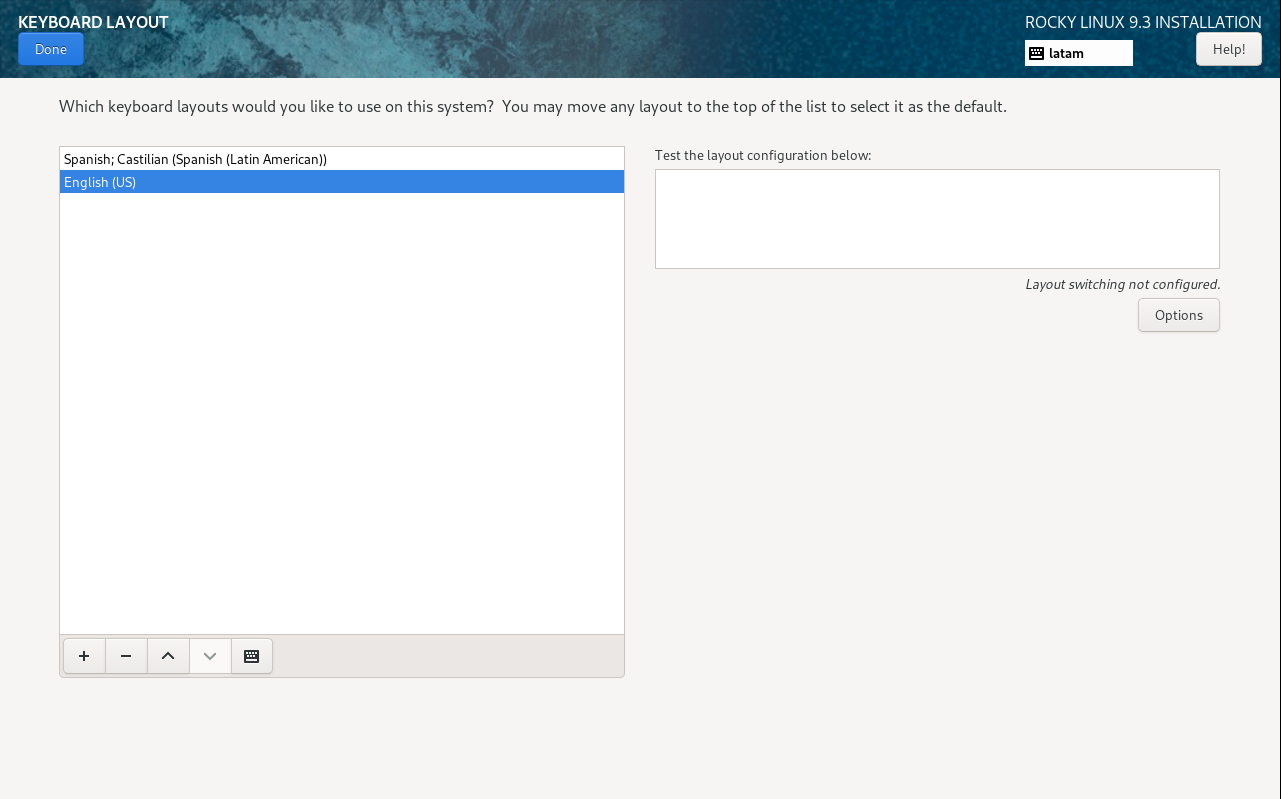 KEYBOARD LAYOUT
ROCKY LINUX 9.3 INSTALLATION
Done
latam
Help!
Which keyboard layouts would you like to use on this system?  You may move any layout to the top of the list to select it as the default.
Spanish; Castilian (Spanish (Latin American))
English (US)
Test the layout configuration below:
Layout switching not configured.
Options